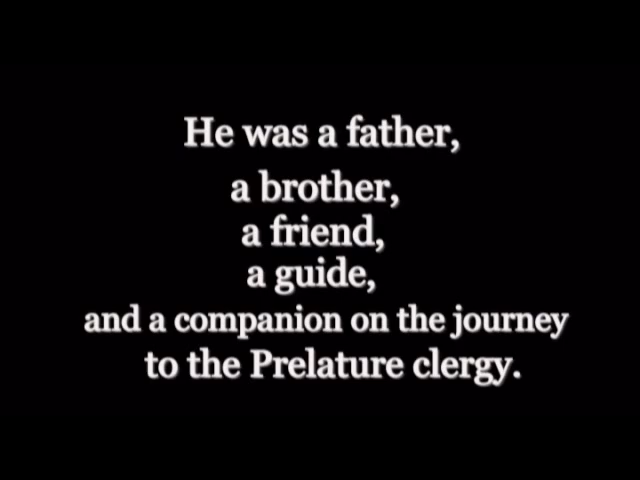 He was a father,
a brother,
a friend,
a guide,
and a companion on the journey
to the Prelature clergy.